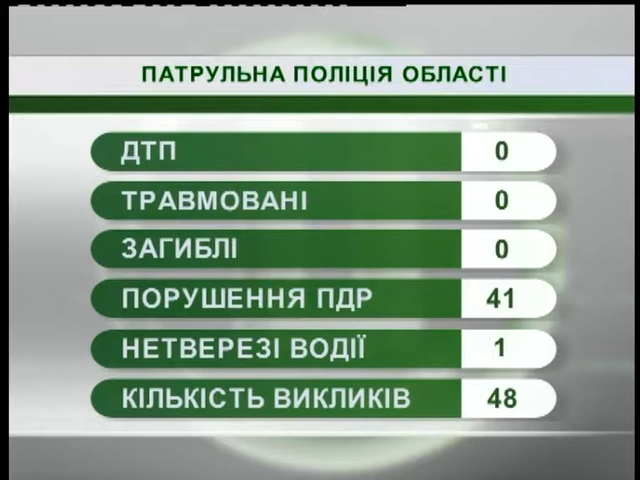 ПАТРУЛЬНА ПОЛІЦІЯ ОБЛАСТІ
ДТП 0
ТРАВМОВАНІ 0
ЗАГИБЛІ 0
ПОРУШЕННЯ ПДР 41
НЕТВЕРЕЗІ ВОДІЇ 1
КІЛЬКІСТЬ ВИКЛИКІВ 48